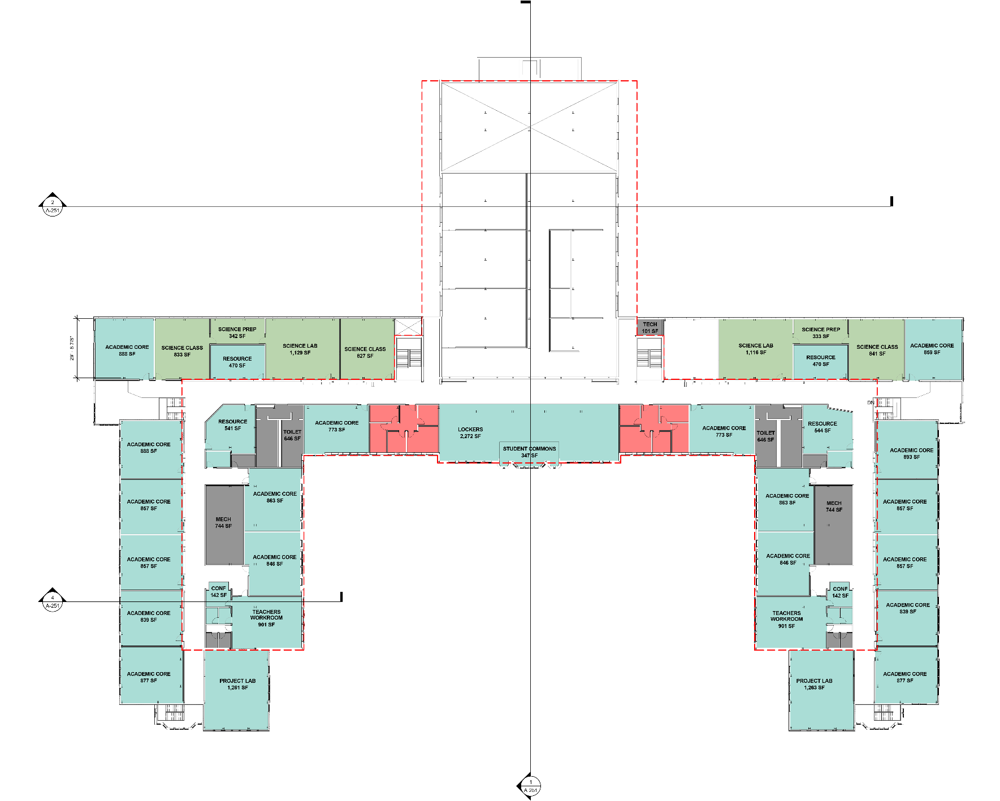 2
A-251
29' - 8 7/8"
ACADEMIC CORE
888 SF
SCIENCE CLASS
833 SF
SCIENCE PREP
342 SF
RESOURCE
470 SF
SCIENCE LAB
1,129 SF
SCIENCE CLASS
827 SF
TECH
101 SF
SCIENCE LAB
1,116 SF
SCIENCE PREP
333 SF
RESOURCE
470 SF
SCIENCE CLASS
841 SF
ACADEMIC CORE
859 SF
DN
RESOURCE
541 SF
TOILET
646 SF
ACADEMIC CORE
773 SF
LOCKERS
2,272 SF
STUDENT COMMONS
347 SF
ACADEMIC CORE
773 SF
TOILET
646 SF
RESOURCE
544 SF
ACADEMIC CORE
888 SF
ACADEMIC CORE
893 SF
ACADEMIC CORE
857 SF
ACADEMIC CORE
863 SF
MECH
744 SF
ACADEMIC CORE
863 SF
MECH
744 SF
ACADEMIC CORE
857 SF
ACADEMIC CORE
857 SF
ACADEMIC CORE
846 SF
ACADEMIC CORE
846 SF
ACADEMIC CORE
857 SF
4
A-251
CONF
142 SF
CONF
142 SF
ACADEMIC CORE
839 SF
TEACHERS
WORKROOM
901 SF
TEACHERS
WORKROOM
901 SF
ACADEMIC CORE
839 SF
ACADEMIC CORE
877 SF
PROJECT LAB
1,261 SF
PROJECT LAB
1,263 SF
ACADEMIC CORE
877 SF
1
A-251